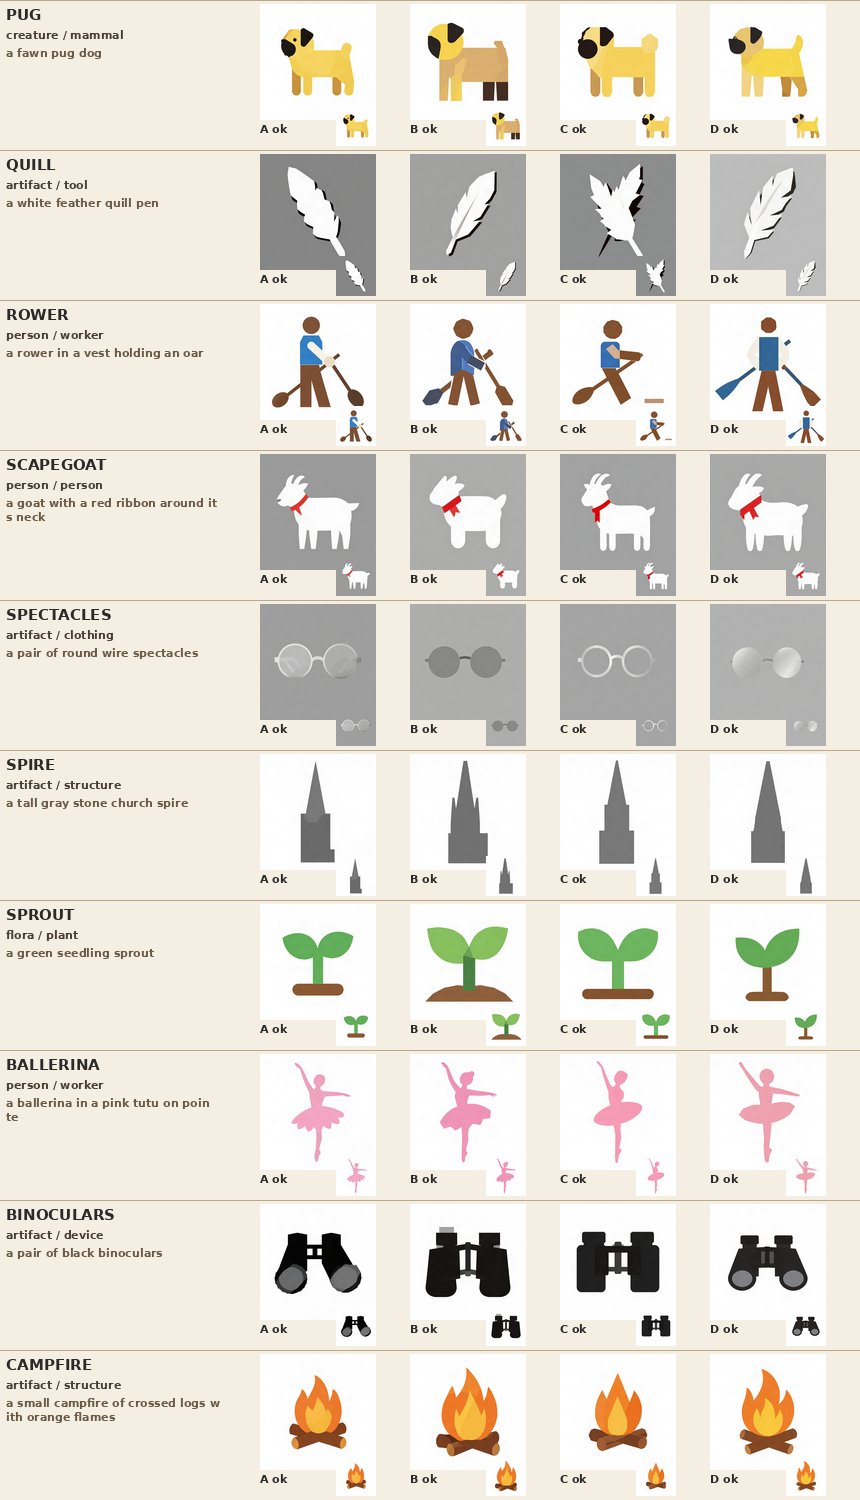 PUG
creature / mammal
a fawn pug dog
A ok
B ok
C ok
D ok
QUILL
artifact / tool
a white feather quill pen
A ok
B ok
C ok
D ok
ROWER
person / worker
a rower in a vest holding an oar
A ok
B ok
C ok
D ok
SCAPEGOAT
person / person
a goat with a red ribbon around it
s neck
A ok
B ok
C ok
D ok
SPECTACLES
artifact / clothing
a pair of round wire spectacles
A ok
B ok
C ok
D ok
SPIRE
artifact / structure
a tall gray stone church spire
A ok
B ok
C ok
D ok
SPROUT
flora / plant
a green seedling sprout
A ok
B ok
C ok
D ok
BALLERINA
person / worker
a ballerina in a pink tutu on poin
te
A ok
B ok
C ok
D ok
BINOCULARS
artifact / device
a pair of black binoculars
A ok
B ok
C ok
D ok
CAMPFIRE
artifact / structure
a small campfire of crossed logs w
ith orange flames
A ok
B ok
C ok
D ok